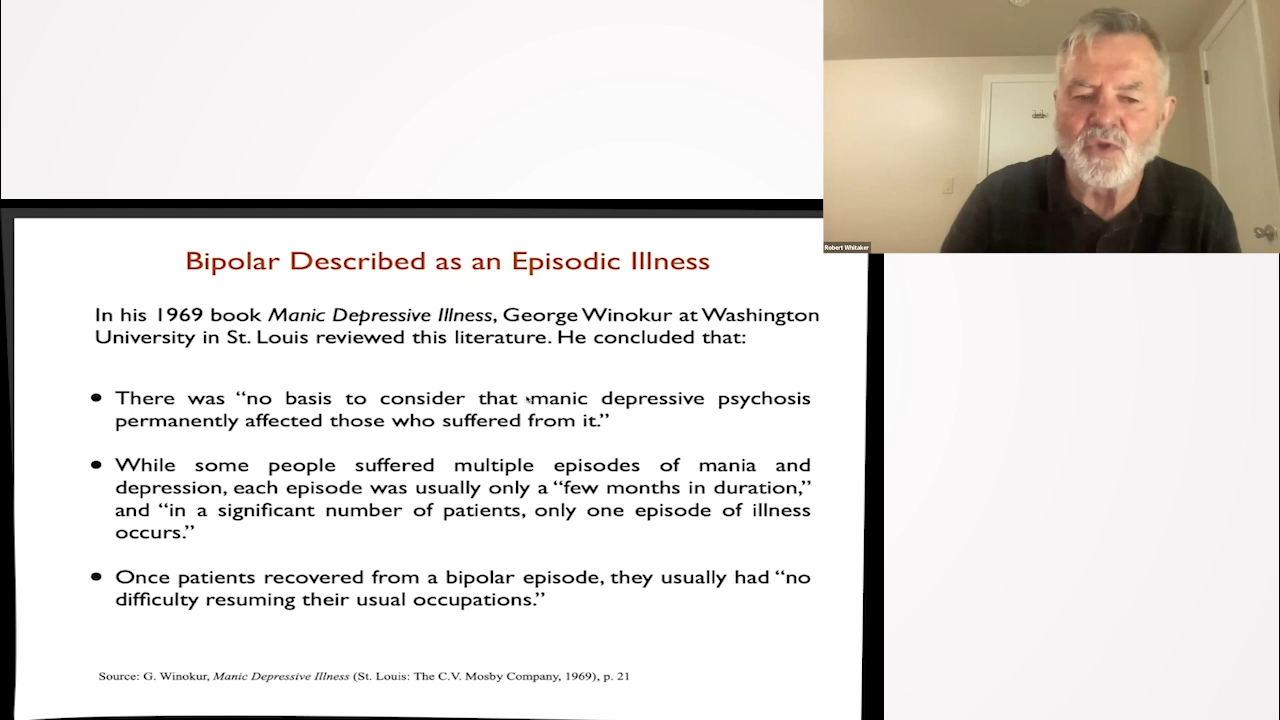 Robert Whitaker
Bipolar Described as an Episodic Illness
In his 1969 book Manic Depressive Illness, George Winokur at Washington
University in St. Louis reviewed this literature. He concluded that:
• There was “no basis to consider that manic depressive psychosis
permanently affected those who suffered from it.”
• While some people suffered multiple episodes of mania and
depression, each episode was usually only a “few months in duration,”
and “in a significant number of patients, only one episode of illness
occurs.”
• Once patients recovered from a bipolar episode, they usually had “no
difficulty resuming their usual occupations.”
Source: G. Winokur, Manic Depressive Illness (St. Louis: The C.V. Mosby Company, 1969), p. 21